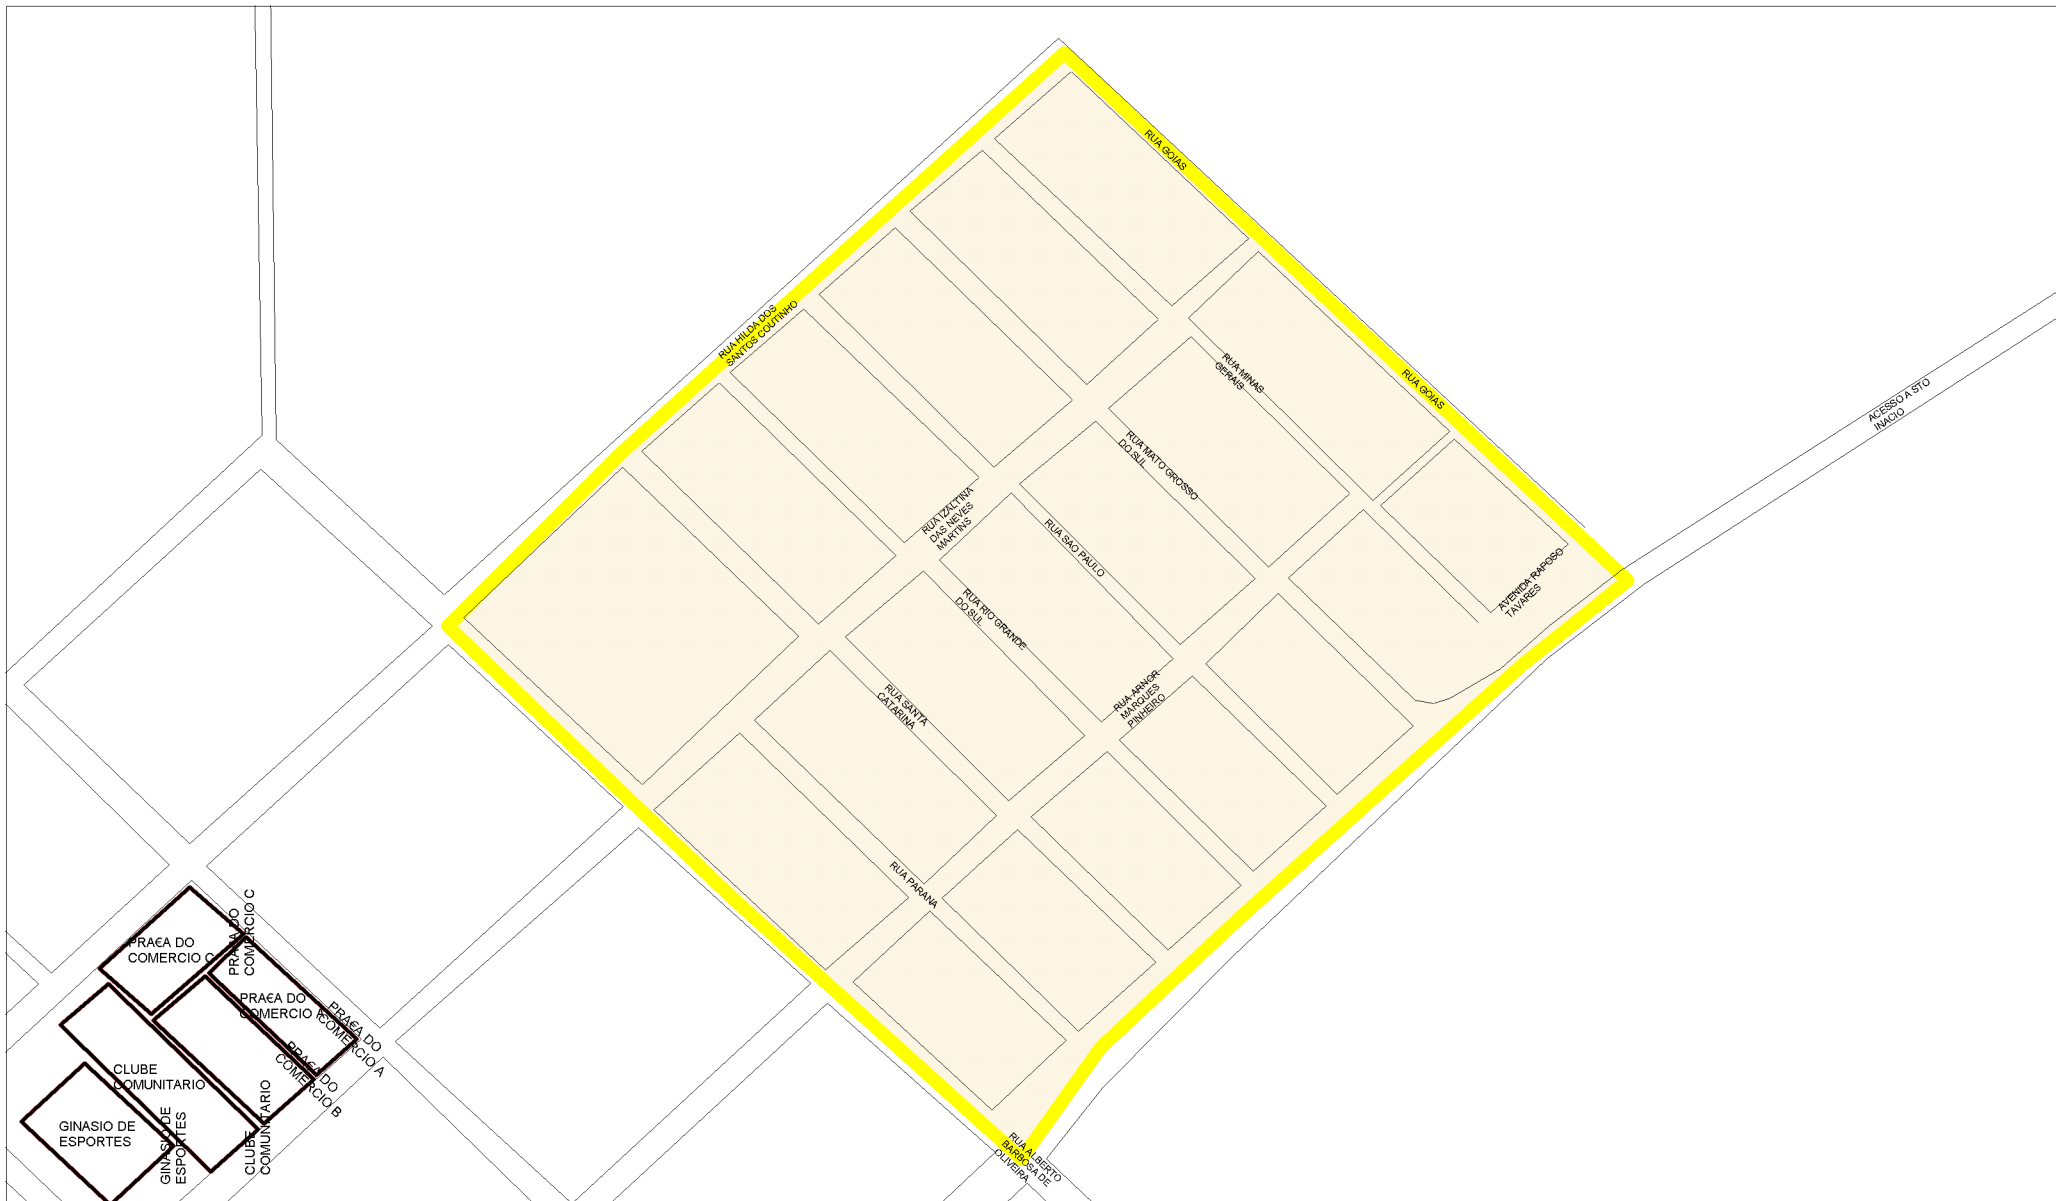 RUA GOIAS
RUA HILDA DOS
SANTOS COUTINHO
RUA MINAS
GERAIS
RUA GOIAS
ACESSO A STO
INACIO
RUA MATO GROSSO
DO SUL
RUA IZALTINA
DAS NEVES
MARTINS
RUA SAO PAULO
AVENIDA RAPOSO
TAVARES
RUA RIO GRANDE
DO SUL
RUA SANTA
CATARINA
RUA ARNOR
MARQUES
PINHEIRO
RUA PARANA
PRA€A DO
COMERCIO C
PRA€A DO
COMERCIO C
PRA€A DO
COMERCIO A
PRA€A DO
COMERCIO A
PRA€A DO
COMERCIO B
CLUBE
COMUNITARIO
CLUBE
COMUNITARIO
GINASIO DE
ESPORTES
GINASIO DE
ESPORTES
RUA ALBERTO
BARBOSA DE
OLIVEIRA